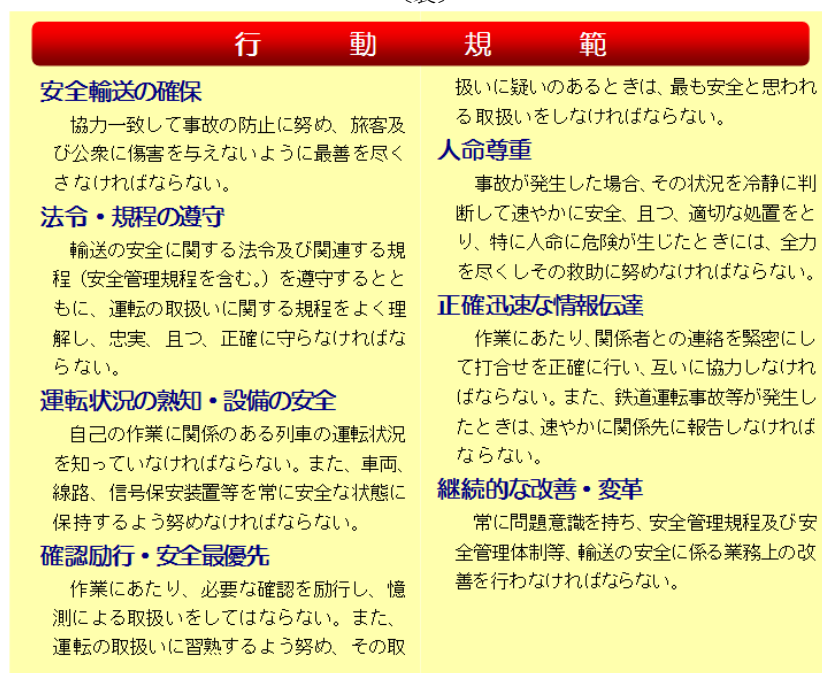 行動規範
安全輸送の確保
協力一致して事故の防止に努め、旅客及
び公衆に傷害を与えないように最善を尽く
さなければならない。
法令・規程の遵守
輸送の安全に関する法令及び関連する規
程（安全管理規程を含む。）を遵守するとと
もに、運転の取扱いに関する規程をよく理
解し、忠実、且つ、正確に守らなければな
らない。
運転状況の熟知・設備の安全
自己の作業に関係のある列車の運転状況
を知っていなければならない。また、車両、
線路、信号保安装置等を常に安全な状態に
保持するよう努めなければならない。
確認励行・安全最優先
作業にあたり、必要な確認を励行し、憶
測による取扱いをしてはならない。また、
運転の取扱いに習熟するよう努め、その取
扱いに疑いのあるときは、最も安全と思われ
る取扱いをしなければならない。
人命尊重
事故が発生した場合、その状況を冷静に判
断して速やかに安全、且つ、適切な処置をと
り、特に人命に危険が生じたときには、全力
を尽くしその救助に努めなければならない。
正確迅速な情報伝達
作業にあたり、関係者との連絡を緊密にし
て打合せを正確に行い、互いに協力しなけれ
ばならない。また、鉄道運転事故等が発生し
たときは、速やかに関係先に報告しなければ
ならない。
継続的な改善・変革
常に問題意識を持ち、安全管理規程及び安
全管理体制等、輸送の安全に係る業務上の改
善を行わなければならない。